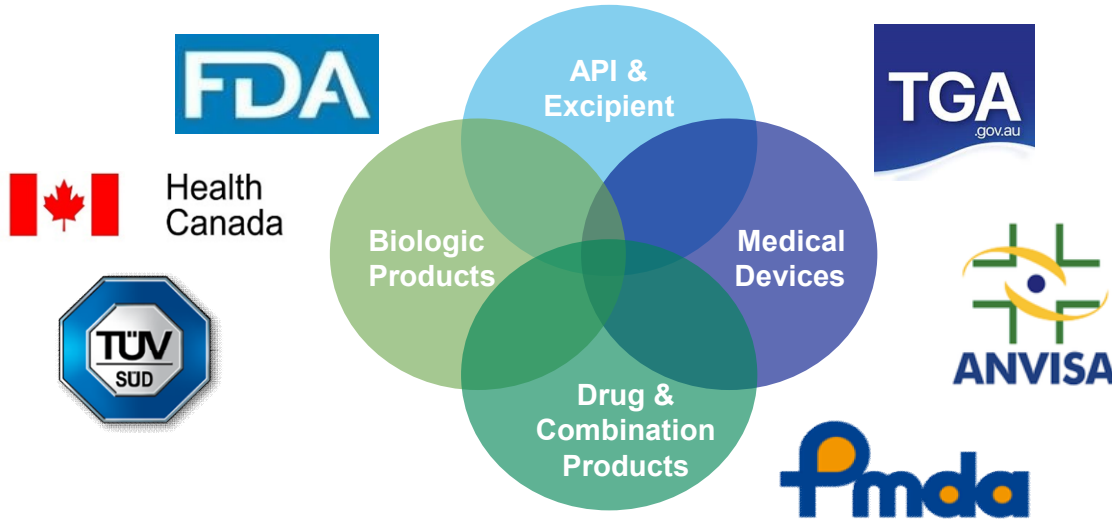 FDA
API &
Excipient
TGA
.gov.au
Health
Canada
Biologic
Products
Medical
Devices
TÜV
SÜD
ANVISA
Drug &
Combination
Products
Pmda